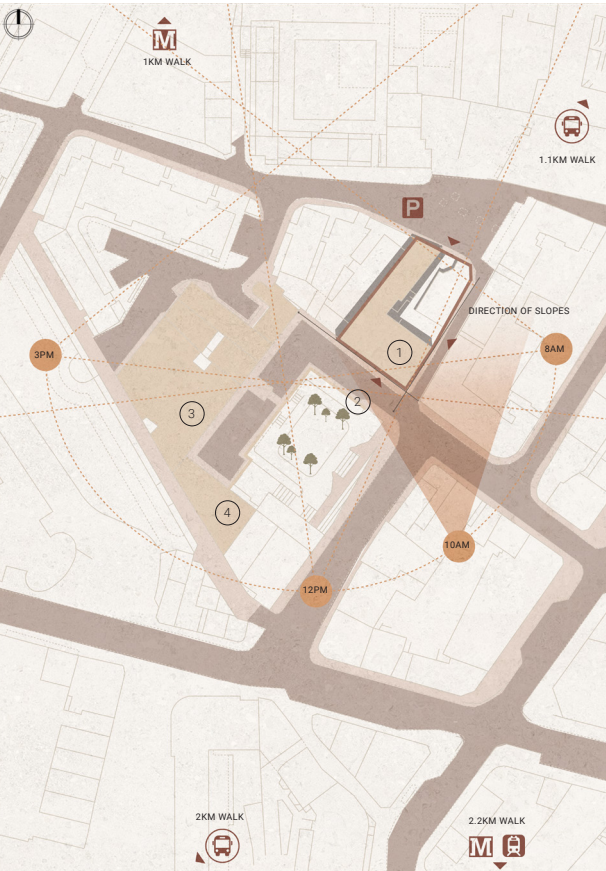 M
1KM WALK
1.1KM WALK
P
DIRECTION OF SLOPES
8AM
3PM
1
2
3
4
10AM
12PM
2KM WALK
2.2KM WALK
M